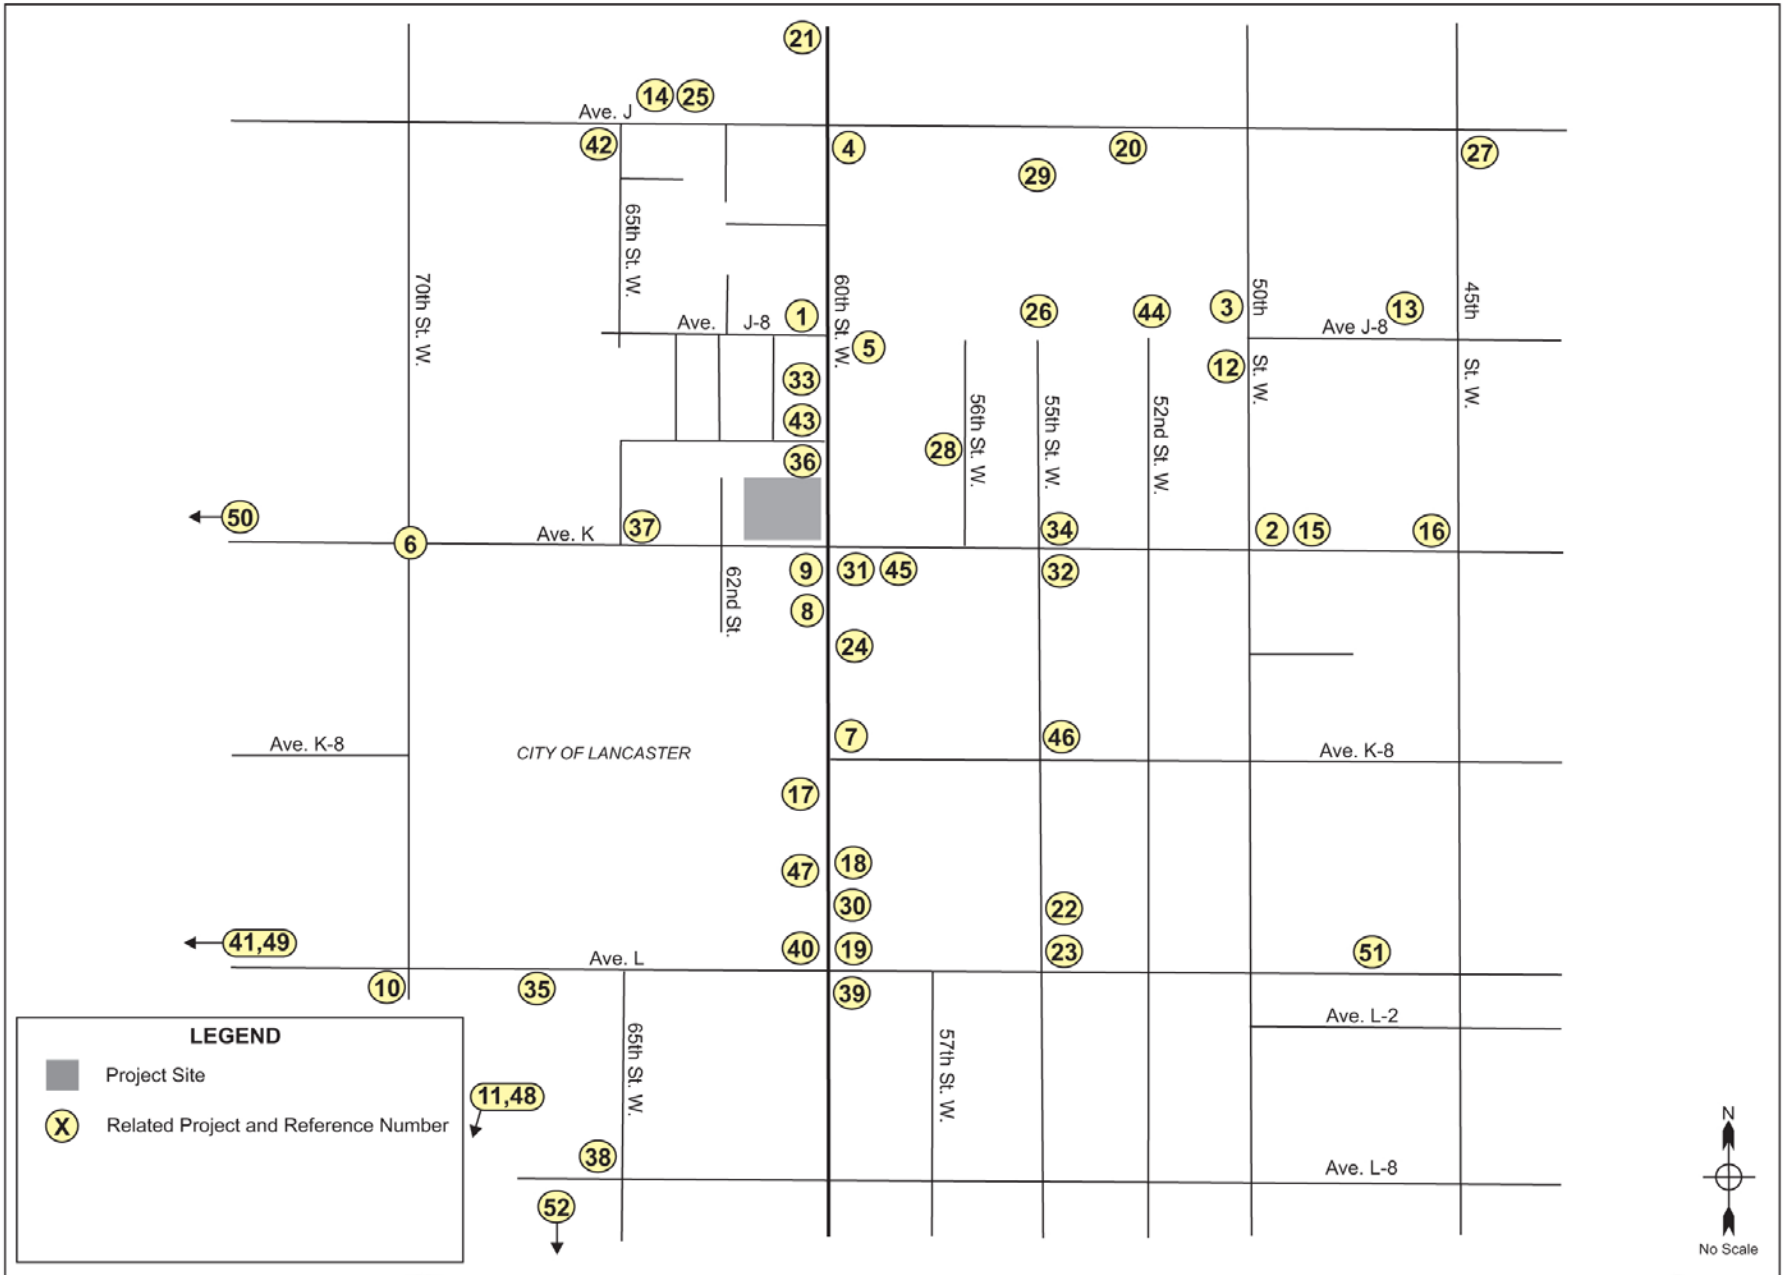 21
14 25
Ave. J
42
4
20
27
29
65th St. W.
70th St. W.
60th St. W.
50th St. W.
45th St. W.
1
26
44
3
13
Ave. J-8
Ave J-8
5
12
33
43
56th St. W.
55th St. W.
52nd St. W.
28
36
50
6
Ave. K
37
34
2 15
16
9
31 45
32
62nd St.
8
24
7
46
Ave. K-8
CITY OF LANCASTER
Ave. K-8
17
47
18
30
22
41,49
40
19
23
51
Ave. L
10
35
39
Ave. L-2
65th St. W.
57th St. W.
LEGEND
Project Site
X Related Project and Reference Number
11,48
38
Ave. L-8
52
N
No Scale